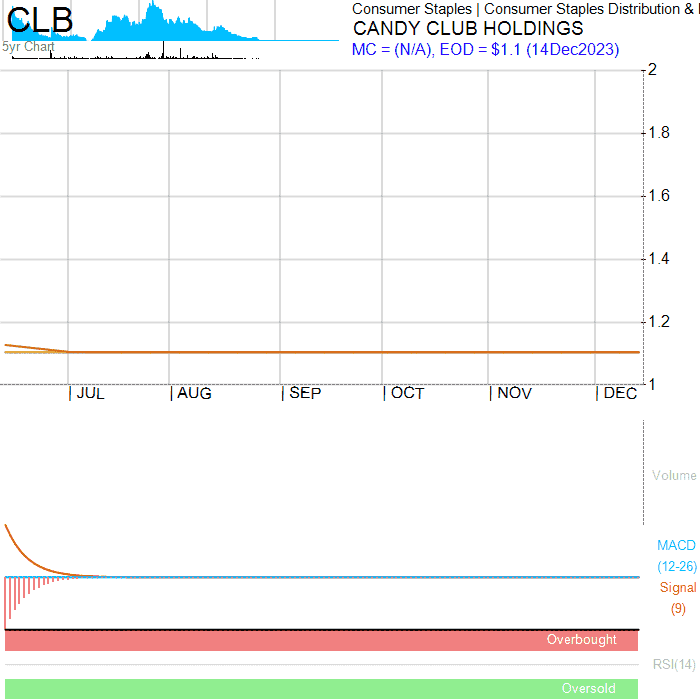 CLB
Consumer Staples | Consumer Staples Distribution &
CANDY CLUB HOLDINGS
5yr Chart
MC = (N/A), EOD = $1.1 (14Dec2023)
2
1.8
1.6
1.4
1.2
1
| JUL | AUG | SEP | OCT | NOV | DEC
Volume
MACD
(12-26)
Signal
(9)
Overbought
RSI(14)
Oversold